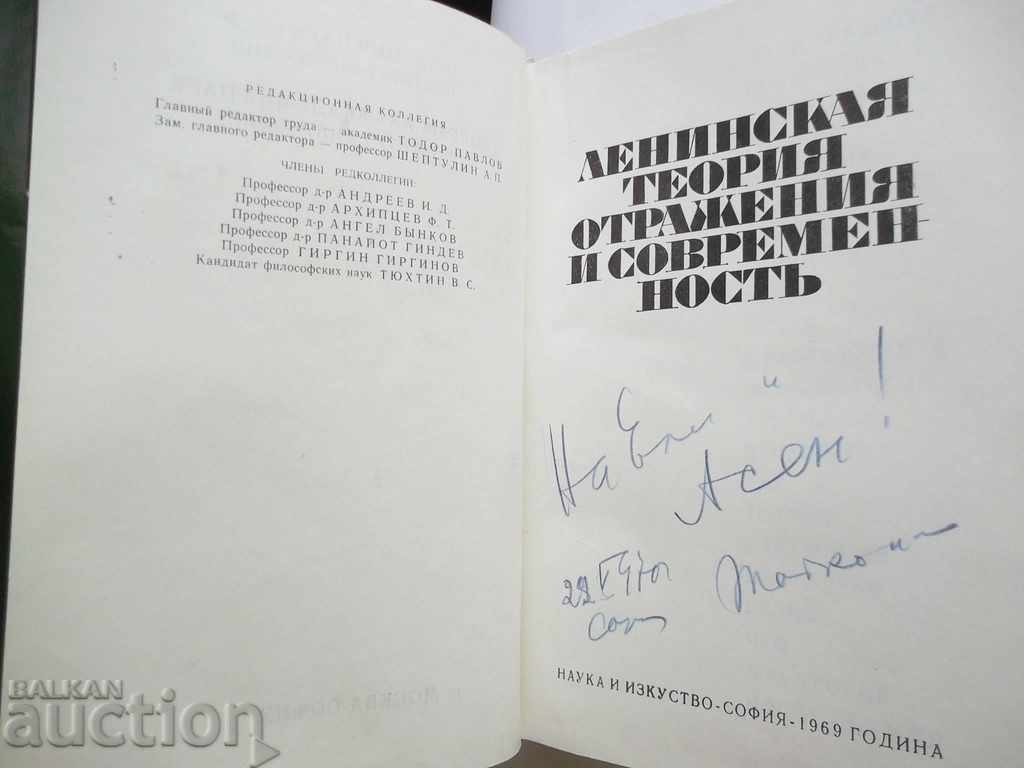 РЕДАКЦИОННАЯ КОЛЛЕГИЯ
Главный редактор труда — академик ТОДОР ПАВЛОВ
Зам. главного редактора — профессор ШЕПТУЛИН А.П.
ЧЛЕНЫ РЕДКОЛЛЕГИИ:
Профессор д-р АНДРЕЕВ И. Д.
Профессор д-р АРХИПЦЕВ Ф. Т.
Профессор д-р АНГЕЛ БЫНКОВ
Профессор д-р ПАНАЙОТ ГИНДЕВ
Профессор ГИРГИН ГИРГИНОВ
Кандидат философских наук ТЮХТИН В. С.
ЛЕНИНСКАЯ
ТЕОРИЯ
ОТРАЖЕНИЯ
И СОВРЕМЕН-
НОСТЬ
На и
Асен!
22
НАУКА И ИЗКУСТВО-СОФИЯ-1969 ГОДИНА
BALKAN
auction